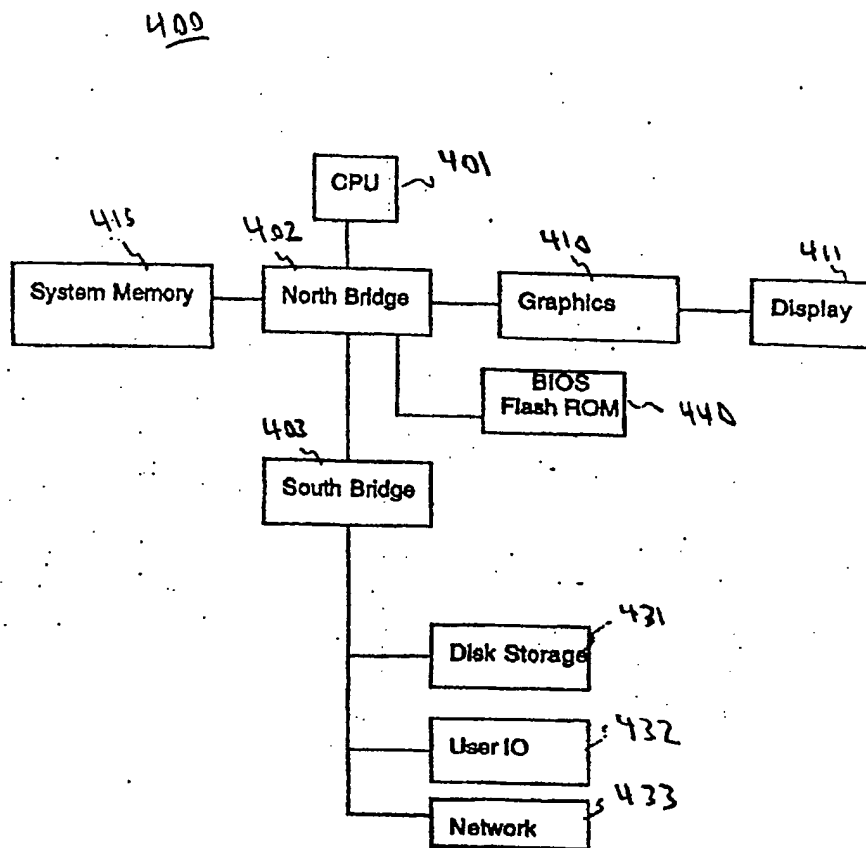 400
CPU
401
415
402
410
411
System Memory
North Bridge
Graphics
Display
BIOS
Flash ROM
440
403
South Bridge
431
Disk Storage
432
User IO
433
Network